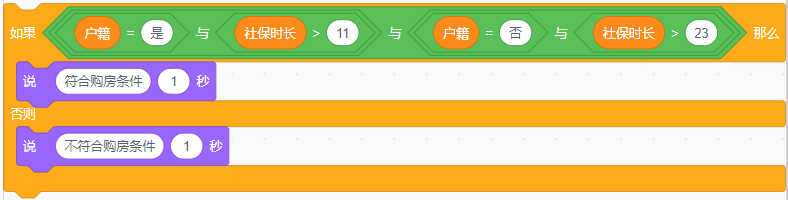 如果 户籍 = 是 与 社保时长 > 11 与 户籍 = 否 与 社保时长 > 23 那么
说 符合购房条件 1 秒
否则
说 不符合购房条件 1 秒